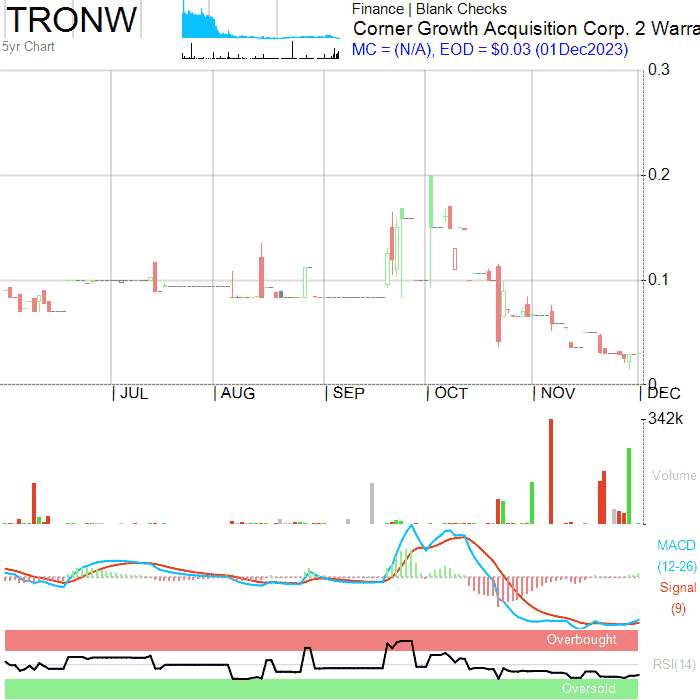 TRONW
5yr Chart
Finance | Blank Checks
Corner Growth Acquisition Corp. 2 Warra
MC = (N/A), EOD = $0.03 (01Dec2023)
0.3
0.2
0.1
0
| JUL | AUG | SEP | OCT | NOV | DEC
342k
Volume
MACD
(12-26)
Signal
(9)
Overbought
RSI(14)
Oversold